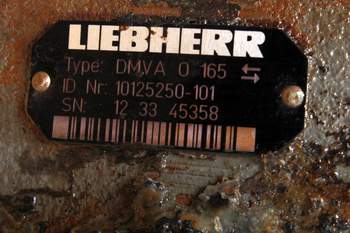 LIEBHERR
Type: DMVA 0 165
ID Nr: 10125250-101
SN: 12 33 45358